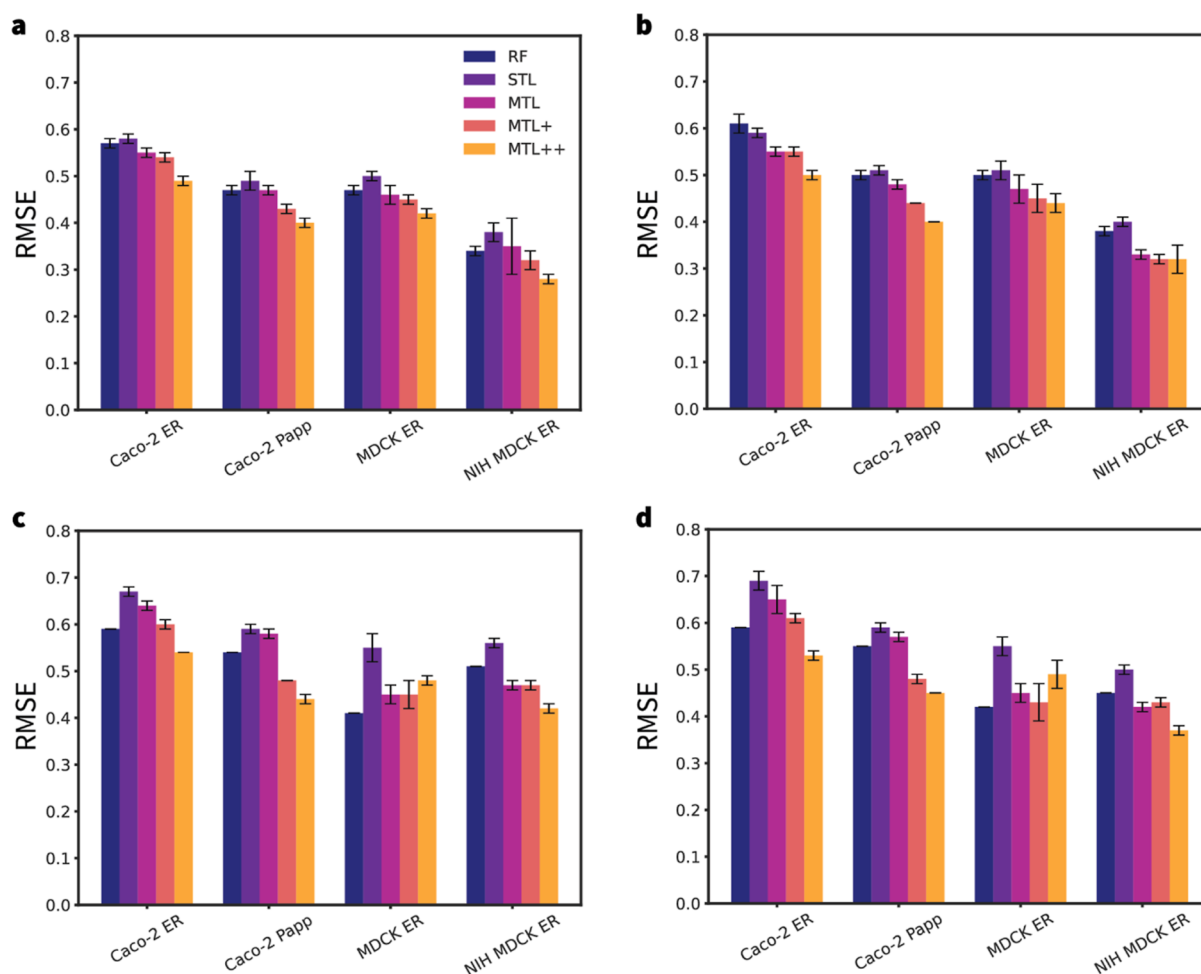 a
RMSE
0.8
0.7
0.6
0.5
0.4
0.3
0.2
0.1
0.0
RF
STL
MTL
MTL+
MTL++
Caco-2 ER
Caco-2 Papp
MDCK ER
NIH MDCK ER
b
RMSE
0.8
0.7
0.6
0.5
0.4
0.3
0.2
0.1
0.0
Caco-2 ER
Caco-2 Papp
MDCK ER
NIH MDCK ER
c
RMSE
0.8
0.7
0.6
0.5
0.4
0.3
0.2
0.1
0.0
Caco-2 ER
Caco-2 Papp
MDCK ER
NIH MDCK ER
d
RMSE
0.8
0.7
0.6
0.5
0.4
0.3
0.2
0.1
0.0
Caco-2 ER
Caco-2 Papp
MDCK ER
NIH MDCK ER